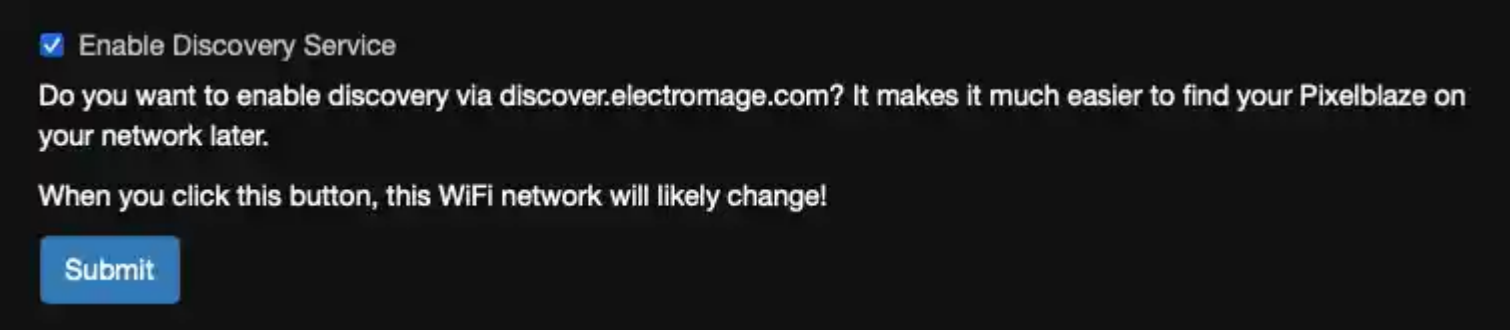 Enable Discovery Service
Do you want to enable discovery via discover.electromage.com? It makes it much easier to find your Pixelblaze on
your network later.
When you click this button, this WiFi network will likely change!
Submit